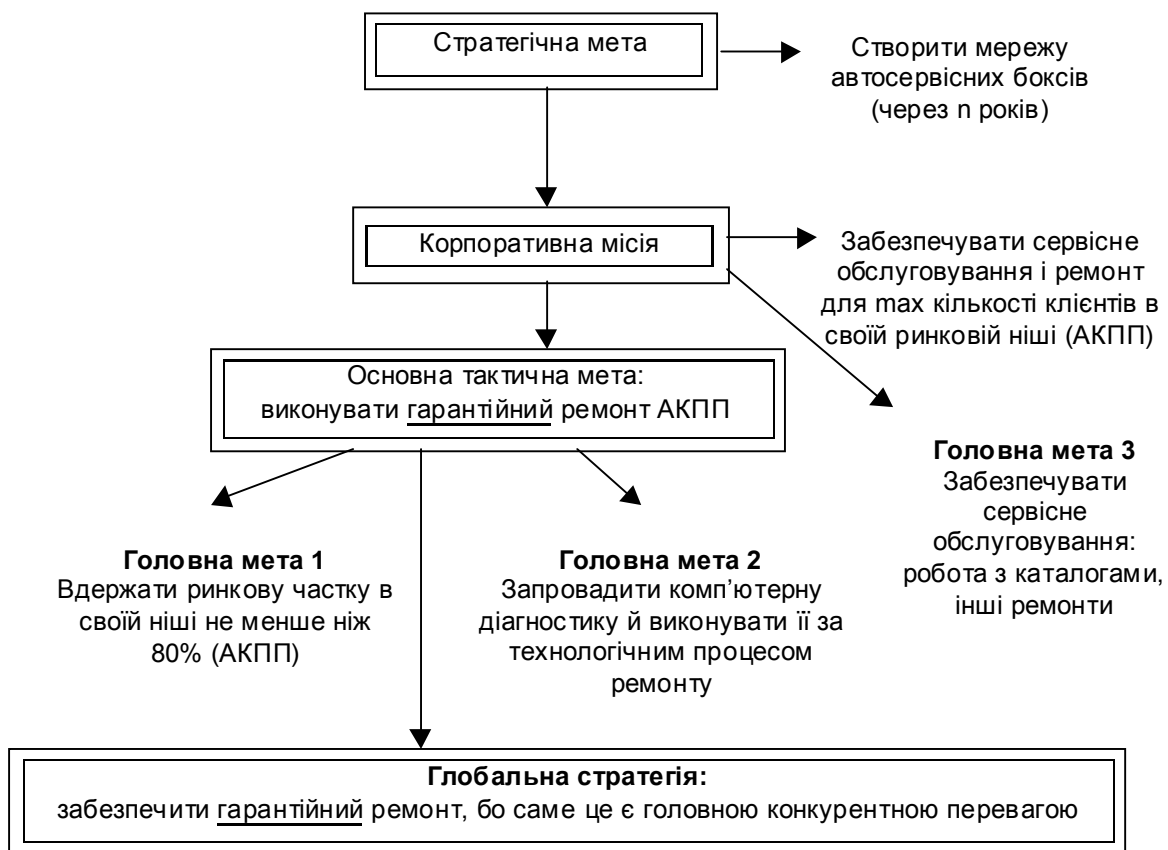 Стратегічна мета
Створити мережу
автосервісних боксів
(через n років)
Корпоративна місія
Забезпечувати сервісне
обслуговування і ремонт
для max кількості клієнтів в
своїй ринковій ніші (АКПП)
Основна тактична мета:
виконувати гарантійний ремонт АКПП
Головна мета 3
Забезпечувати
сервісне
обслуговування:
робота з каталогами,
інші ремонти
Головна мета 1
Вдержати ринкову частку в
своїй ніші не менше ніж
80% (АКПП)
Головна мета 2
Запровадити комп’ютерну
діагностику й виконувати її за
технологічним процесом
ремонту
Глобальна стратегія:
забезпечити гарантійний ремонт, бо саме це є головною конкурентною перевагою